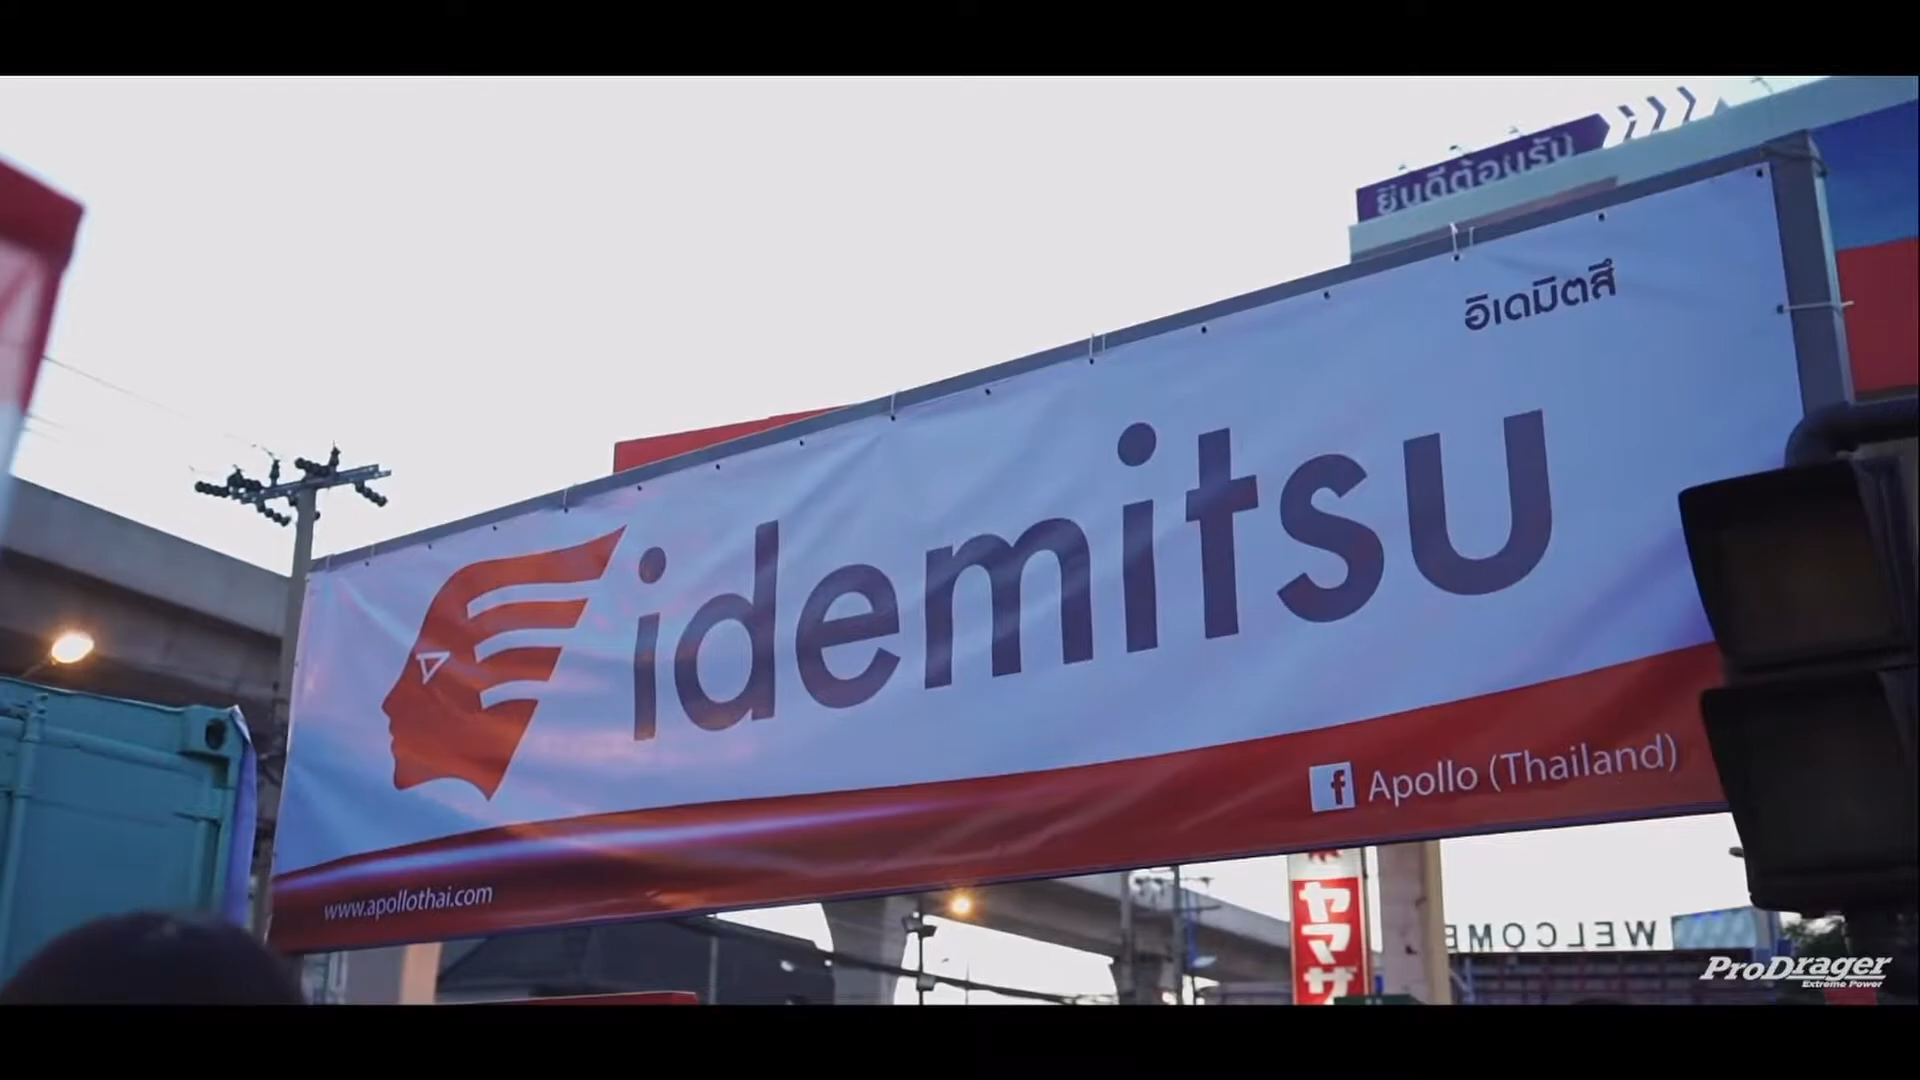 ยินดีต้อนรับ
อิเดมิตสึ
idemitsu
f Apollo (Thailand)
www.apollothai.com
ヤマザ
WELCOME
ProDrager
Extreme Power